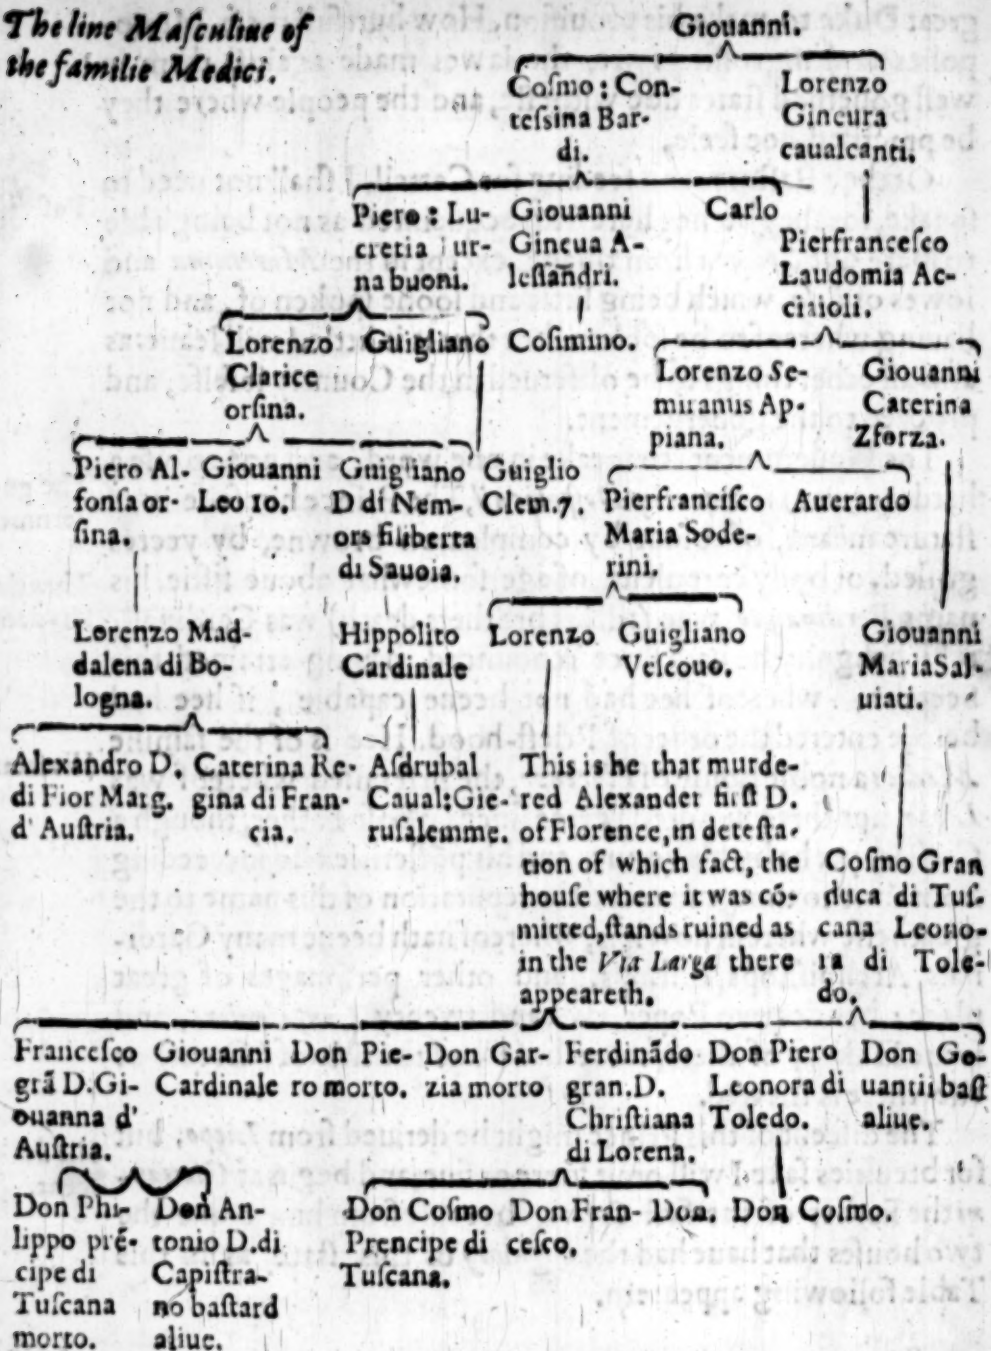 The line Maſculine of
the familie Medici.
Giouanni.
Coſmo : Con-
teſsina Bar-
di.
Lorenzo
Gineura
caualcanti.
Piero : Lu-
cretia Tur-
nabuoni.
Giouanni
Gineua A-
leſſãdri.
Carlo
Pierfranceſco
Laudomia Ac-
ciaioli.
Lorenzo
Clarice
orſina.
Guigliano
Coſimino.
Lorenzo Se-
miranus Ap-
piana.
Giouanni
Caterina
Zforza.
Piero Al-
fonſa or-
ſina.
Giouanni
Leo 10.
Guigliano
D di Nem-
ors filiberta
di Sauoia.
Guiglio
Clem.7.
Pierfranciſco
Maria Sode-
rini.
Auerardo
Lorenzo Mad-
dalena di Bo-
logna.
Hippolito
Cardinale
Lorenzo
Guigliano
Veſcouo.
Giouanni
Maria Sal-
uiati.
Alexandro D.
di Fior Marg.
d' Auſtria.
Caterina Re-
gina di Fran-
cia.
Aſdrubal
Caual:Gie-
ruſalemme.
This is he that murde-
red Alexander firſt D.
of Florence, in deteſta-
tion of which fact, the
houſe where it was cõ-
mitted, ſtands ruined as
in the Via Larga there
appeareth.
Coſmo Gran
duca di Tuſ-
cana Leono-
ra di Tole-
do.
Franceſco
grã D.Gi-
ouanna d'
Auſtria.
Giouanni
Cardinale
Don Pie-
ro morto.
Don Gar-
zia morto
Ferdinãdo
gran.D.
Chriſtiana
di Lorena.
Don Piero
Leonora di
Toledo.
Don Go-
uanni baſt
aliue.
Don Phi-
lippo prẽ-
cipe di
Tuſcana
morto.
Don An-
tonio D.di
Capiſtra-
no baſtard
aliue.
Don Coſmo
Prencipe di
Tuſcana.
Don Fran-
ceſco.
Don.
Don Coſmo.